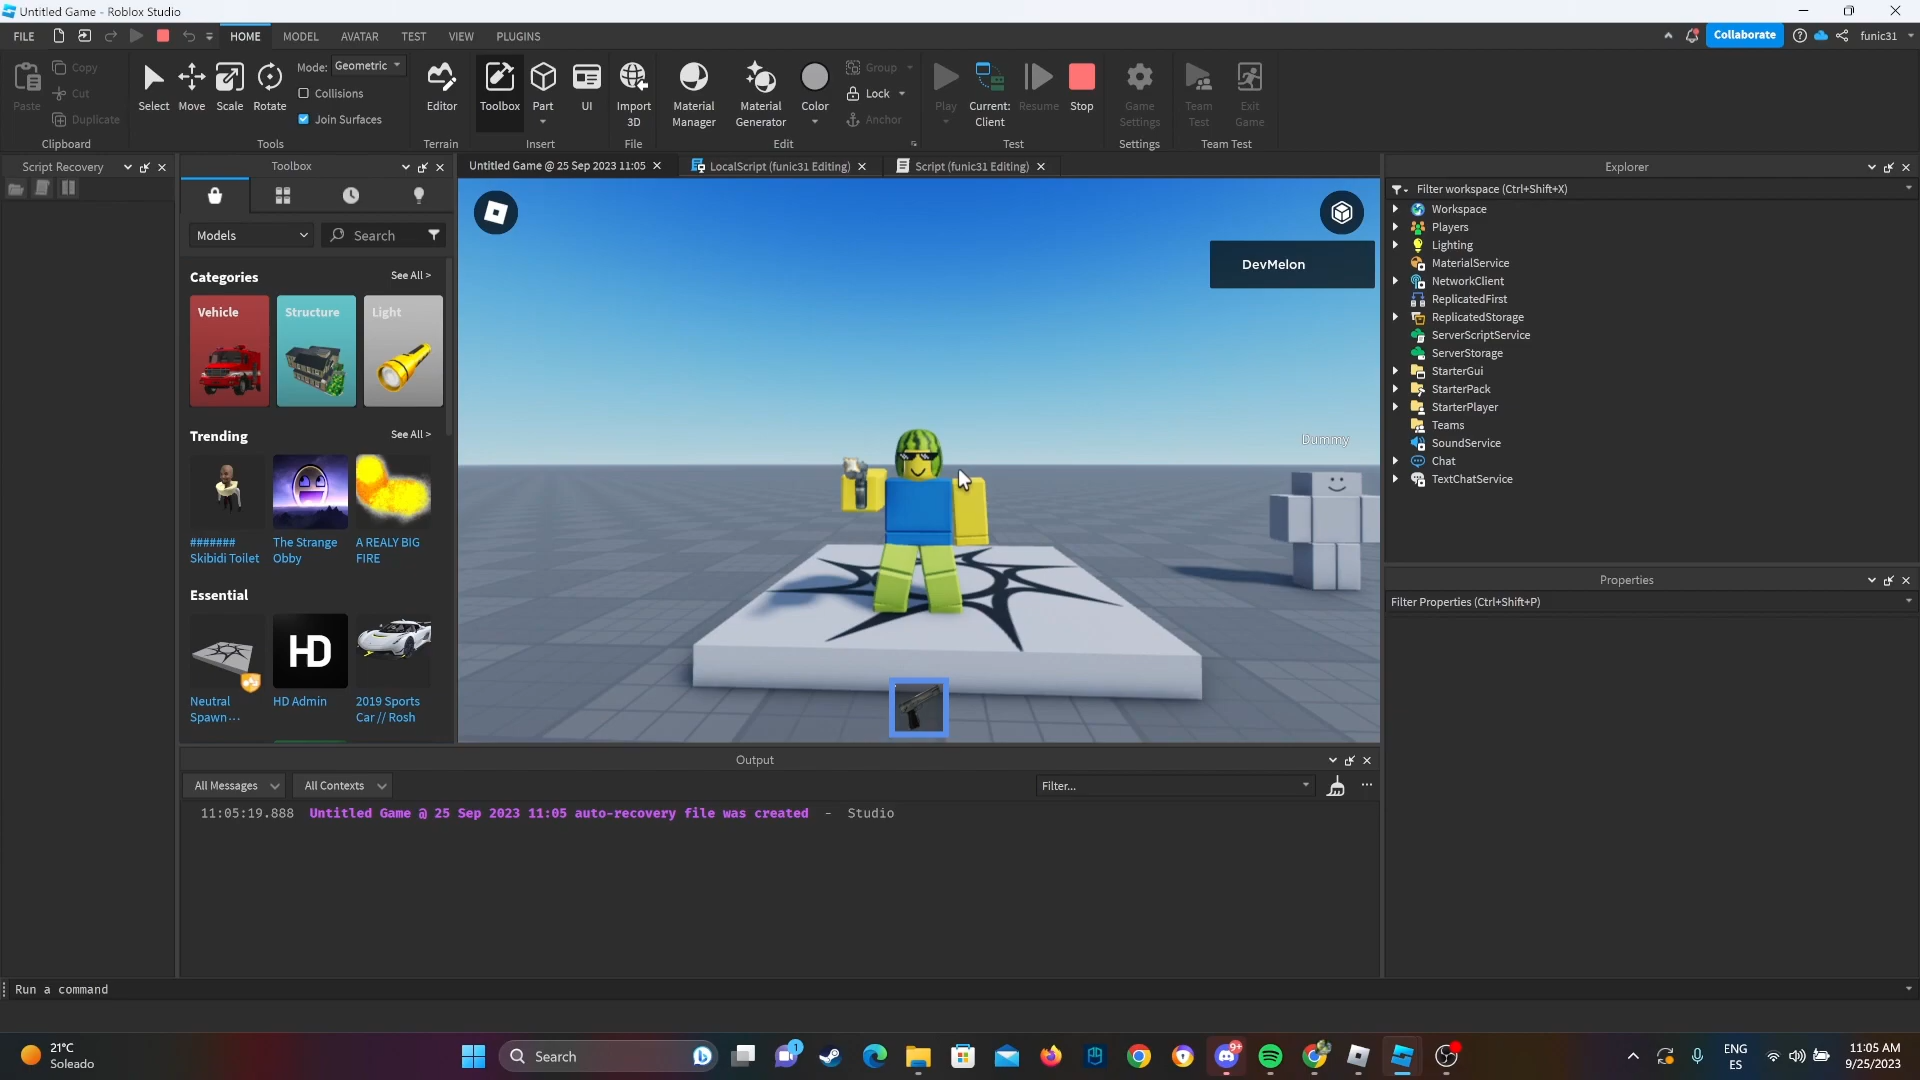 Untitled Game - Roblox Studio
FILE HOME MODEL AVATAR TEST VIEW PLUGINS Collaborate funic31
Paste Copy Cut Duplicate Clipboard
Select Move Scale Rotate Mode: Geometric Collisions Join Surfaces Tools
Editor Terrain
Toolbox Part UI Insert
Import 3D File
Material Manager Material Generator Color Group Lock Anchor Edit
Play Current: Client Resume Stop Test
Game Settings Settings
Team Test Exit Game Team Test
Script Recovery
Toolbox
Untitled Game @ 25 Sep 2023 11:05 LocalScript (funic31 Editing) Script (funic31 Editing)
Models Search
Categories See All >
Vehicle Structure Light
Trending See All >
####### Skibidi Toilet
The Strange Obby
A REALY BIG FIRE
Essential
HD
Neutral Spawn...
HD Admin
2019 Sports Car // Rosh
DevMelon
Dummy
Explorer
Filter workspace (Ctrl+Shift+X)
Workspace
Players
Lighting
MaterialService
NetworkClient
ReplicatedFirst
ReplicatedStorage
ServerScriptService
ServerStorage
StarterGui
StarterPack
StarterPlayer
Teams
SoundService
Chat
TextChatService
Properties
Filter Properties (Ctrl+Shift+P)
Output
All Messages All Contexts Filter...
11:05:19.888 Untitled Game @ 25 Sep 2023 11:05 auto-recovery file was created - Studio
Run a command
21°C
Soleado
Search
1
9+
ENG
ES
11:05 AM
9/25/2023